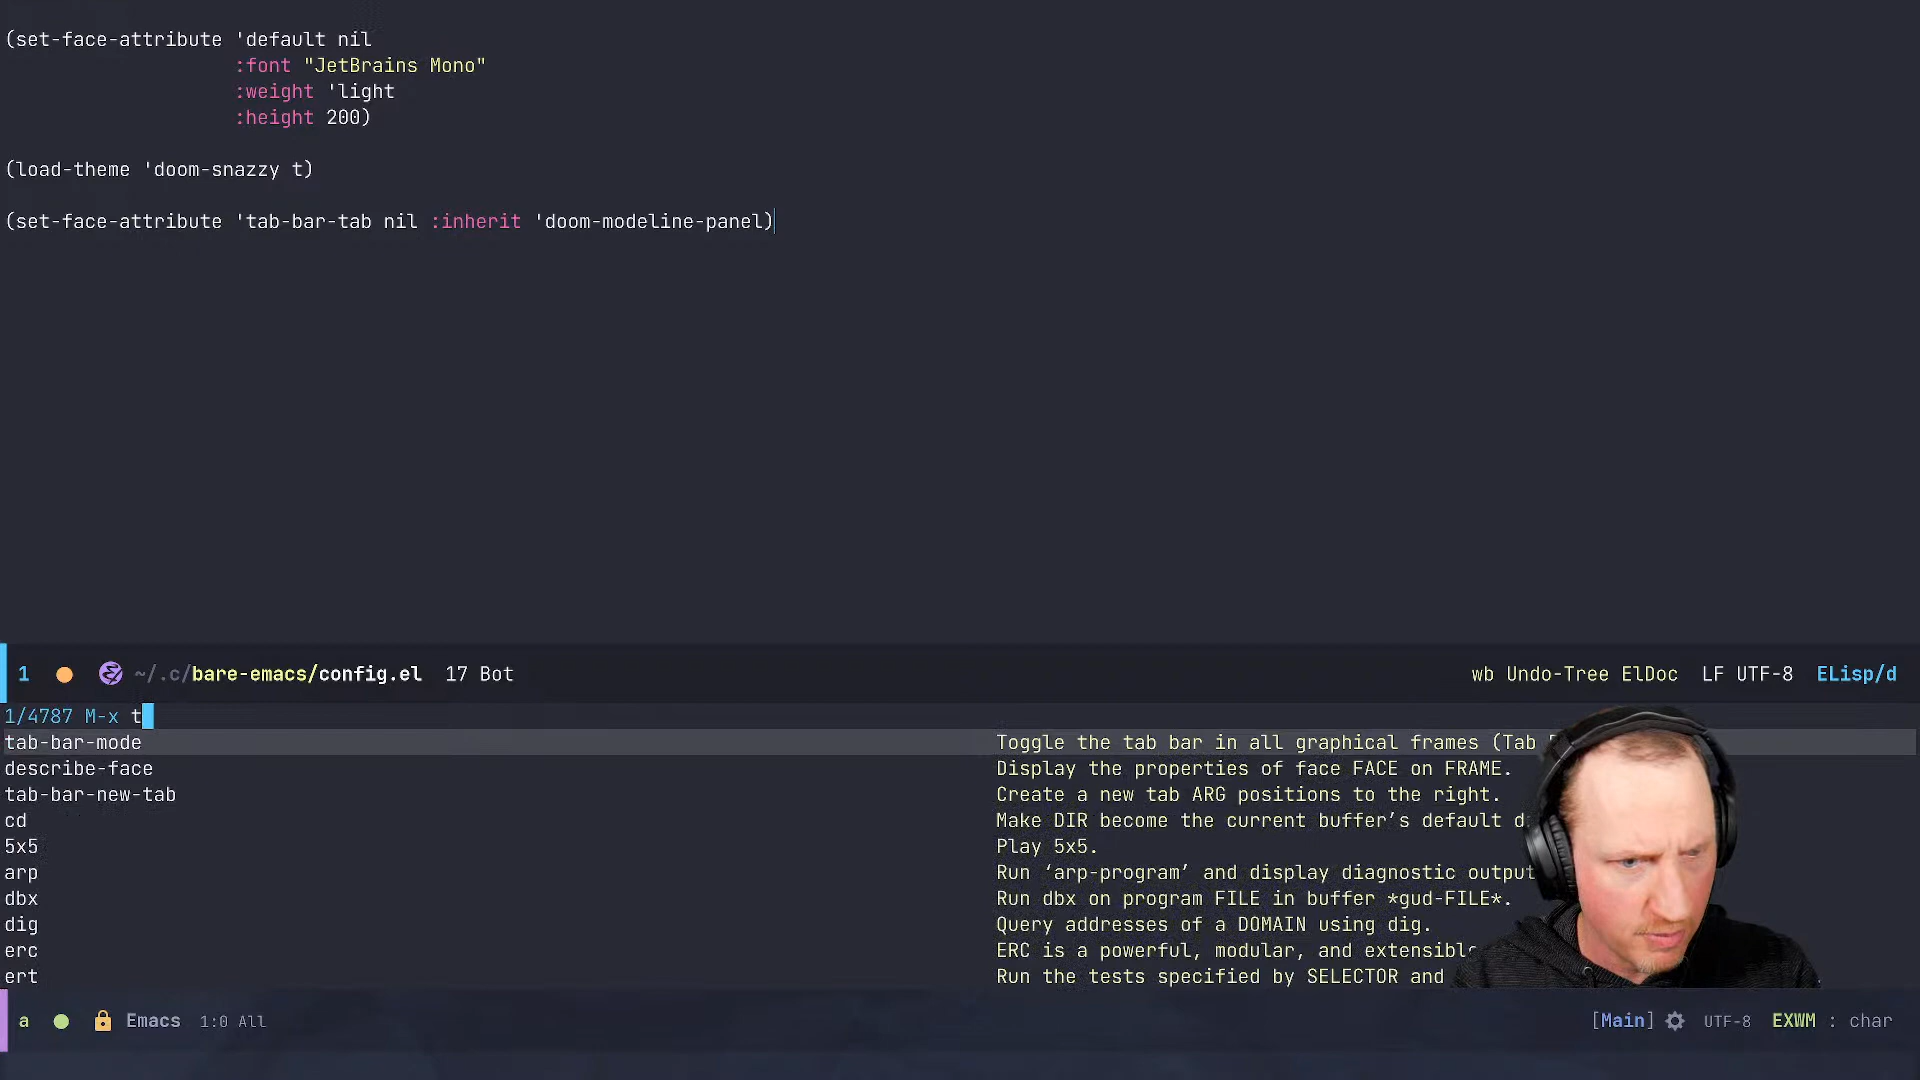 (set-face-attribute 'default nil
:font "JetBrains Mono"
:weight 'light
:height 200)
(load-theme 'doom-snazzy t)
(set-face-attribute 'tab-bar-tab nil :inherit 'doom-modeline-panel)
1 ~/.c/bare-emacs/config.el 17 Bot wb Undo-Tree ElDoc LF UTF-8 ELisp/d
1/4787 M-x t
tab-bar-mode Toggle the tab bar in all graphical frames (Tab
describe-face Display the properties of face FACE on FRAME.
tab-bar-new-tab Create a new tab ARG positions to the right.
cd Make DIR become the current buffer’s default
5x5 Play 5x5.
arp Run ‘arp-program’ and display diagnostic output
dbx Run dbx on program FILE in buffer *gud-FILE*.
dig Query addresses of a DOMAIN using dig.
erc ERC is a powerful, modular, and extensible
ert Run the tests specified by SELECTOR and
a Emacs 1:0 All [Main] UTF-8 EXWM : char